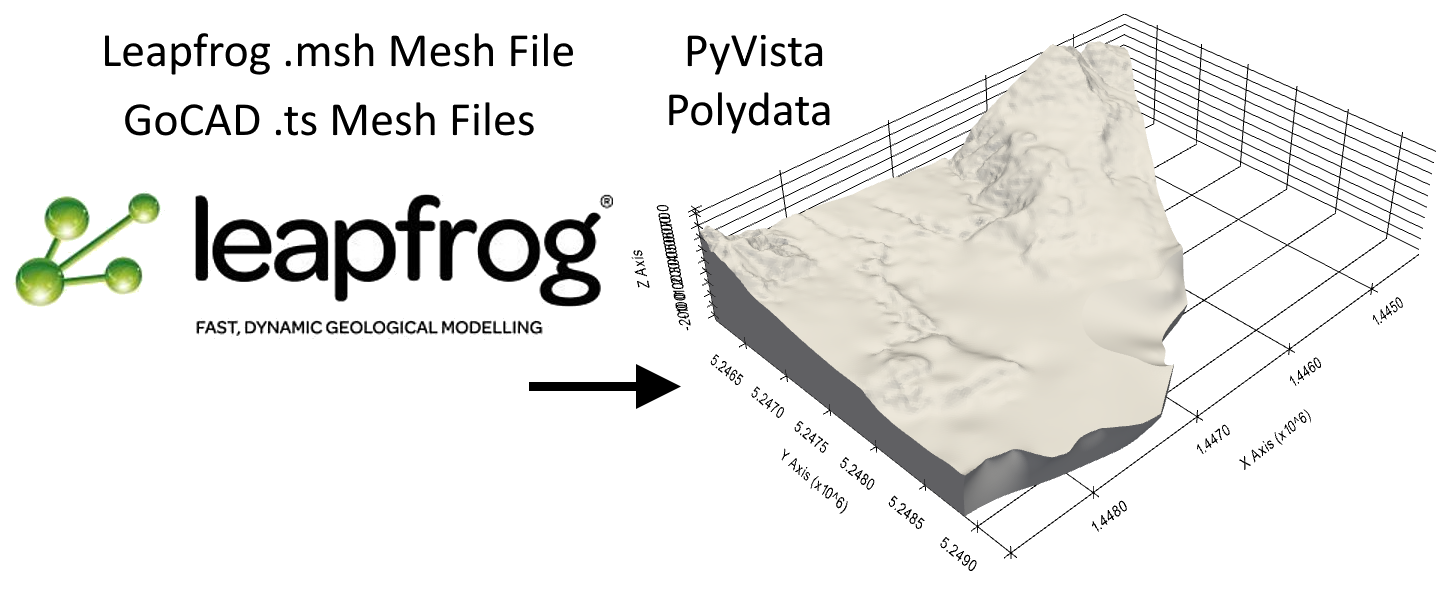 Leapfrog .msh Mesh File
GoCAD .ts Mesh Files
leapfrog®
FAST, DYNAMIC GEOLOGICAL MODELLING
PyVista
Polydata
Z Axis
5.2465
5.2470
5.2475
5.2480
5.2485
5.2490
Y Axis (x10^6)
1.4480
1.4470
1.4460
1.4450
X Axis (x10^6)